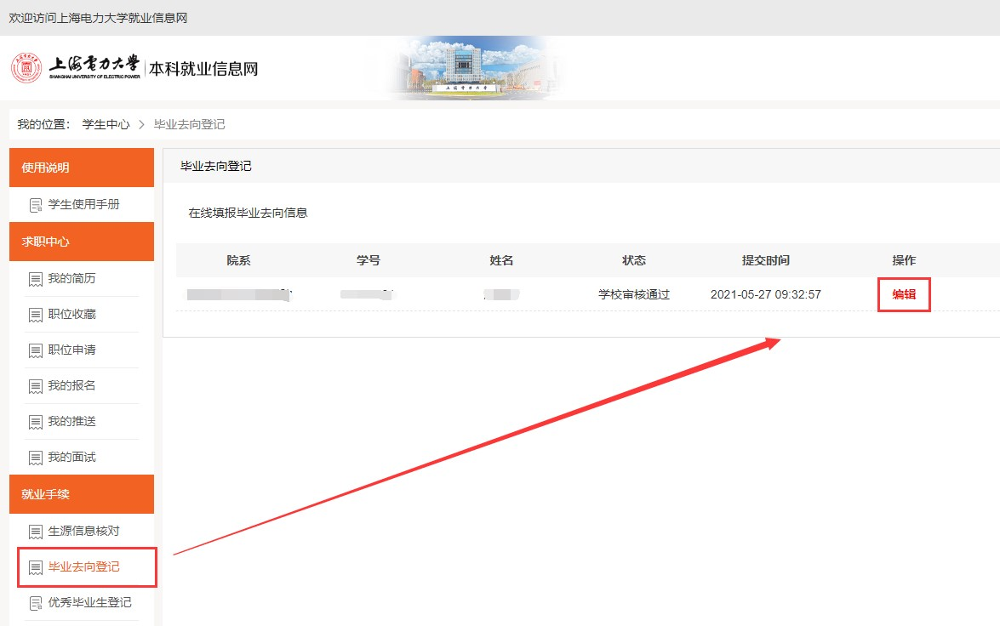 欢迎访问上海电力大学就业信息网
上海电力大学 本科就业信息网
SHANGHAI UNIVERSITY OF ELECTRIC POWER
上海电力大学
我的位置： 学生中心 > 毕业去向登记
使用说明
学生使用手册
求职中心
我的简历
职位收藏
职位申请
我的报名
我的推送
我的面试
就业手续
生源信息核对
毕业去向登记
优秀毕业生登记
毕业去向登记
在线填报毕业去向信息
院系 学号 姓名 状态 提交时间 操作
学校审核通过 2021-05-27 09:32:57 编辑